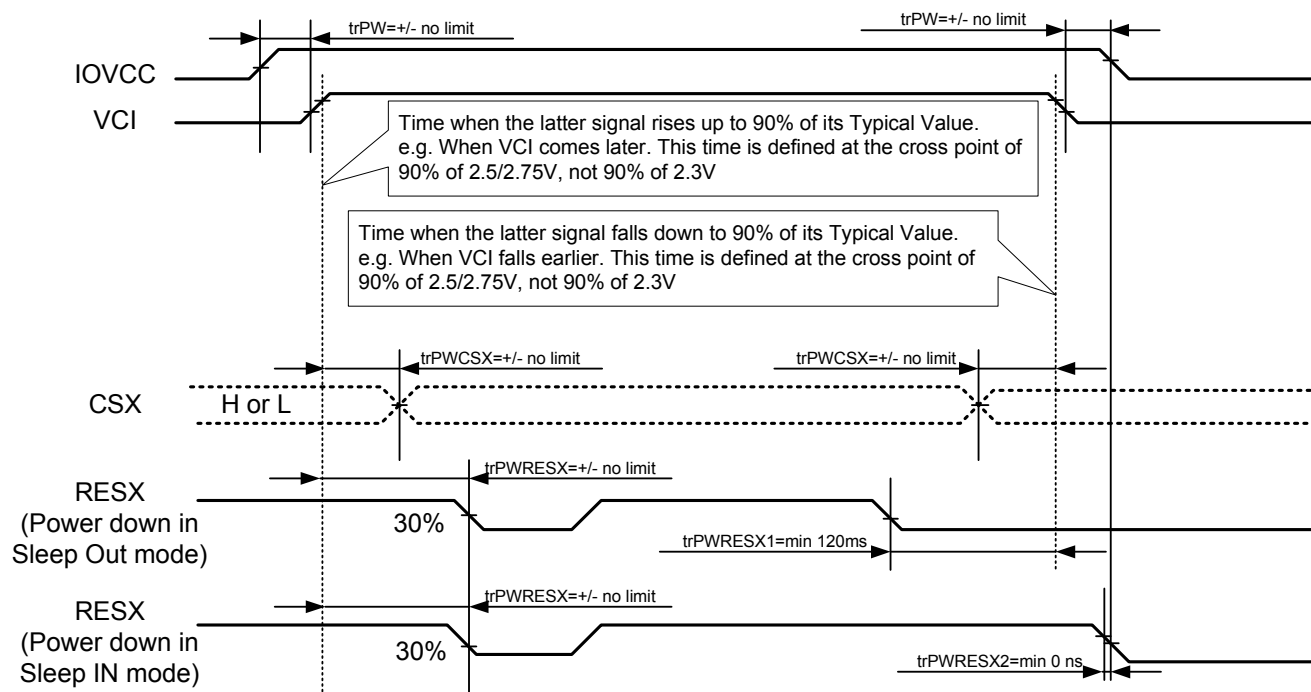 trPW=+/- no limit
trPW=+/- no limit
IOVCC
VCI
Time when the latter signal rises up to 90% of its Typical Value.
e.g. When VCI comes later. This time is defined at the cross point of
90% of 2.5/2.75V, not 90% of 2.3V
Time when the latter signal falls down to 90% of its Typical Value.
e.g. When VCI falls earlier. This time is defined at the cross point of
90% of 2.5/2.75V, not 90% of 2.3V
trPWCSX=+/- no limit
trPWCSX=+/- no limit
CSX
H or L
trPWRESX=+/- no limit
RESX
(Power down in
Sleep Out mode)
30%
trPWRESX1=min 120ms
trPWRESX=+/- no limit
RESX
(Power down in
Sleep IN mode)
30%
trPWRESX2=min 0 ns